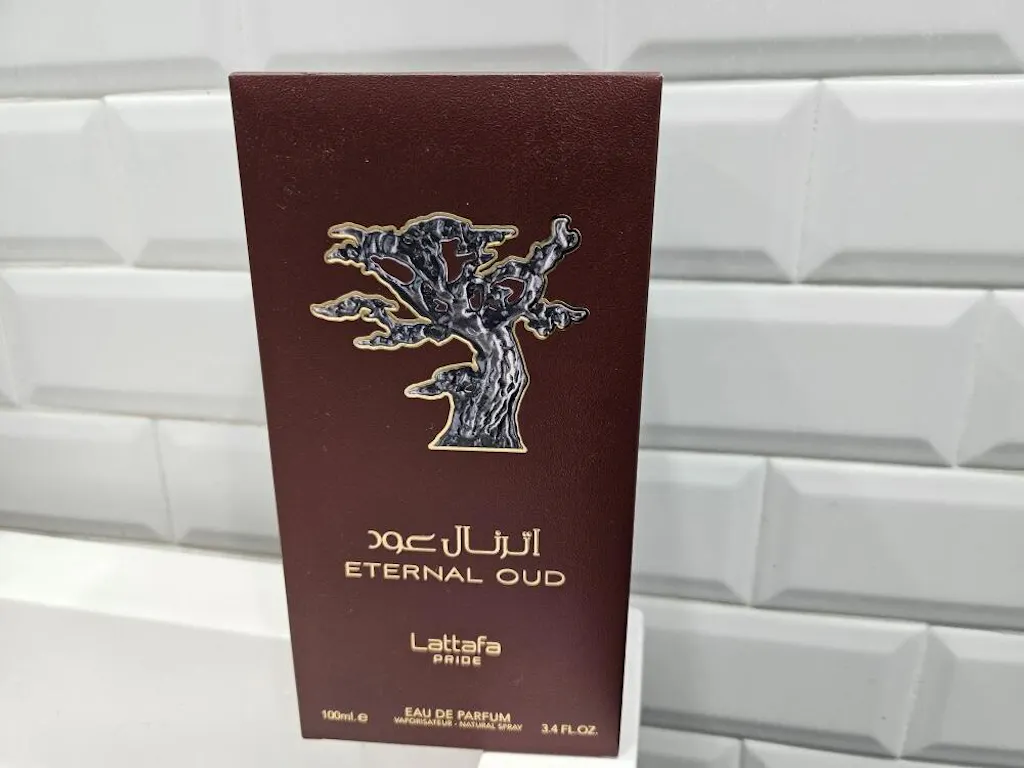 اترنال عود
ETERNAL OUD
Lattafa
PRIDE
100ml.e
EAU DE PARFUM
VAPORISATEUR - NATURAL SPRAY
3.4 FL.OZ.